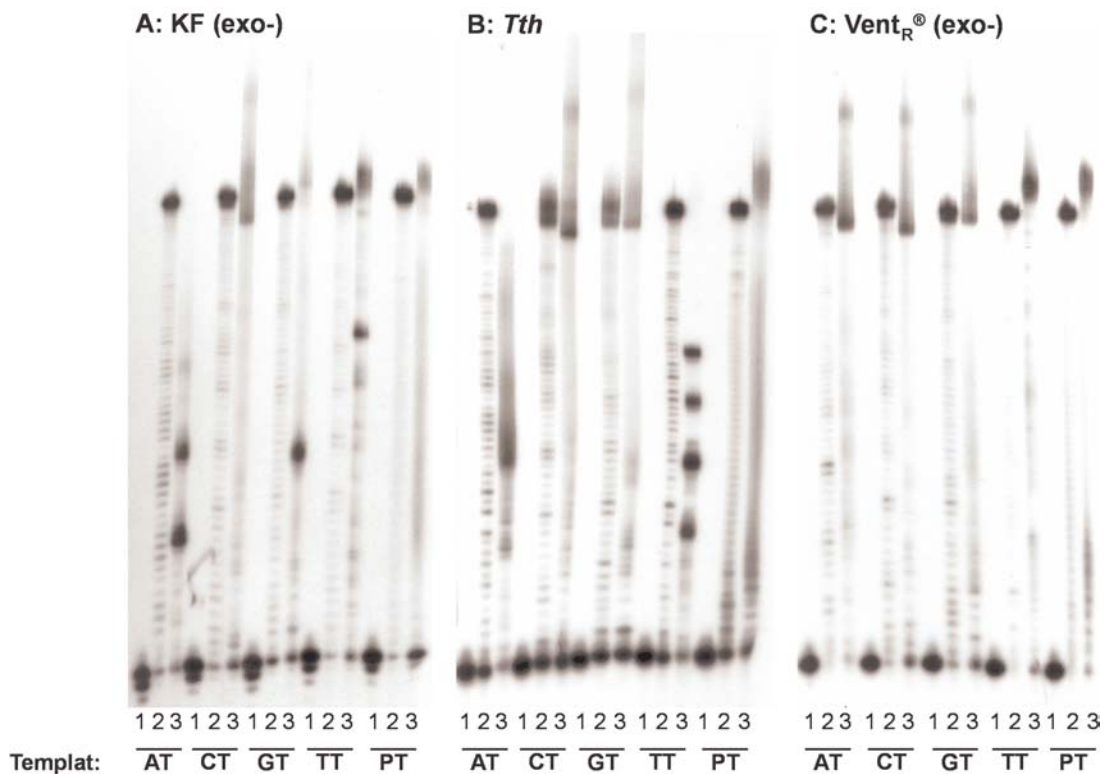 A: KF (exo-) B: Tth C: VentR® (exo-)
1 2 3 1 2 3 1 2 3 1 2 3 1 2 3 1 2 3 1 2 3 1 2 3 1 2 3 1 2 3 1 2 3 1 2 3 1 2 3 1 2 3 1 2 3
Templat: AT CT GT TT PT AT CT GT TT PT AT CT GT TT PT